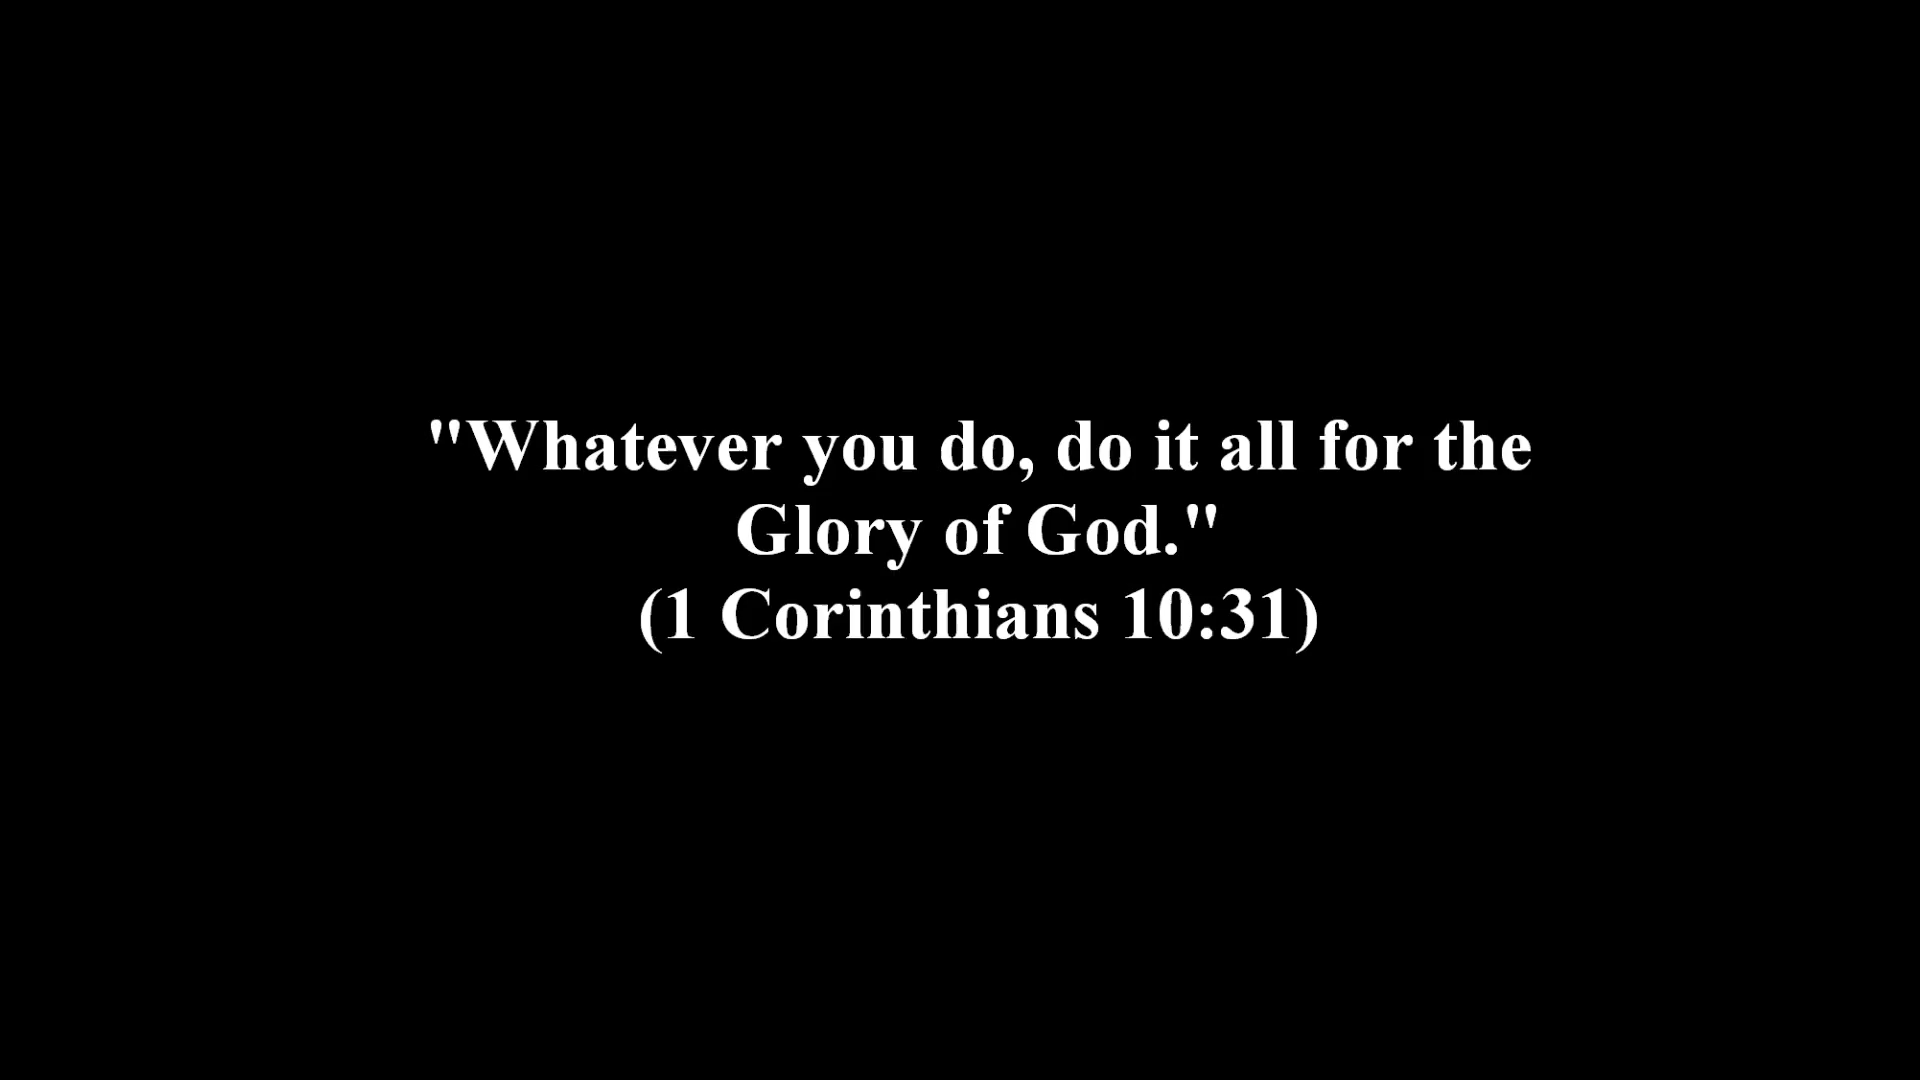 "Whatever you do, do it all for the
Glory of God."
(1 Corinthians 10:31)